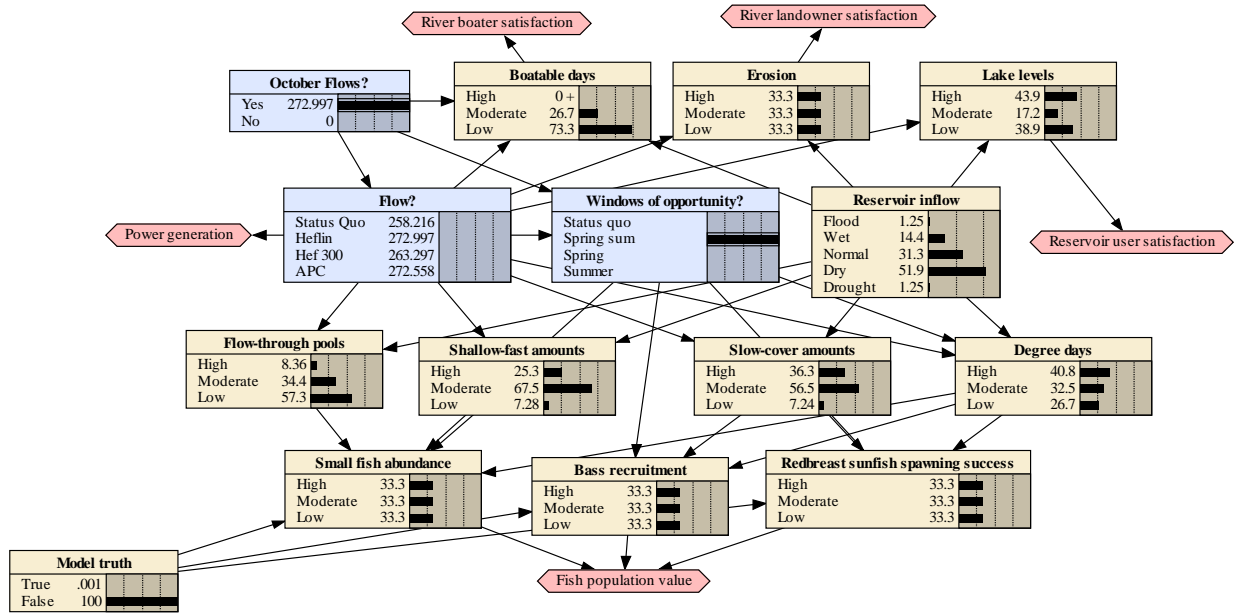 River boater satisfaction
River landowner satisfaction
October Flows?
Yes 272.997
No 0
Boatable days
High 0 +
Moderate 26.7
Low 73.3
Erosion
High 33.3
Moderate 33.3
Low 33.3
Lake levels
High 43.9
Moderate 17.2
Low 38.9
Power generation
Flow?
Status Quo 258.216
Heflin 272.997
Hef 300 263.297
APC 272.558
Windows of opportunity?
Status quo
Spring sum
Spring
Summer
Reservoir inflow
Flood 1.25
Wet 14.4
Normal 31.3
Dry 51.9
Drought 1.25
Reservoir user satisfaction
Flow-through pools
High 8.36
Moderate 34.4
Low 57.3
Shallow-fast amounts
High 25.3
Moderate 67.5
Low 7.28
Slow-cover amounts
High 36.3
Moderate 56.5
Low 7.24
Degree days
High 40.8
Moderate 32.5
Low 26.7
Small fish abundance
High 33.3
Moderate 33.3
Low 33.3
Bass recruitment
High 33.3
Moderate 33.3
Low 33.3
Redbreast sunfish spawning success
High 33.3
Moderate 33.3
Low 33.3
Model truth
True .001
False 100
Fish population value